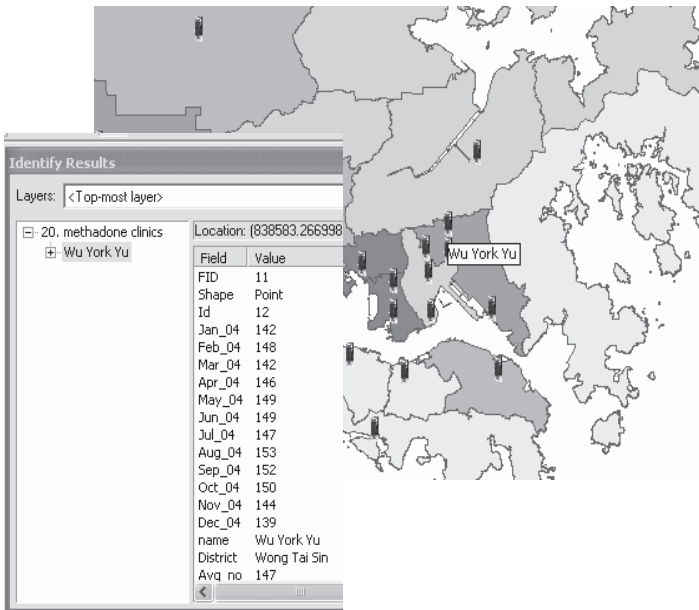 Identify Results
Layers: <Top-most layer>
20. methadone clinics
Wu York Yu
Location: (838583.266998
Field Value
FID 11
Shape Point
Id 12
Jan_04 142
Feb_04 148
Mar_04 142
Apr_04 146
May_04 149
Jun_04 149
Jul_04 147
Aug_04 153
Sep_04 152
Oct_04 150
Nov_04 144
Dec_04 139
name Wu York Yu
District Wong Tai Sin
Avg_no 147
Wu York Yu